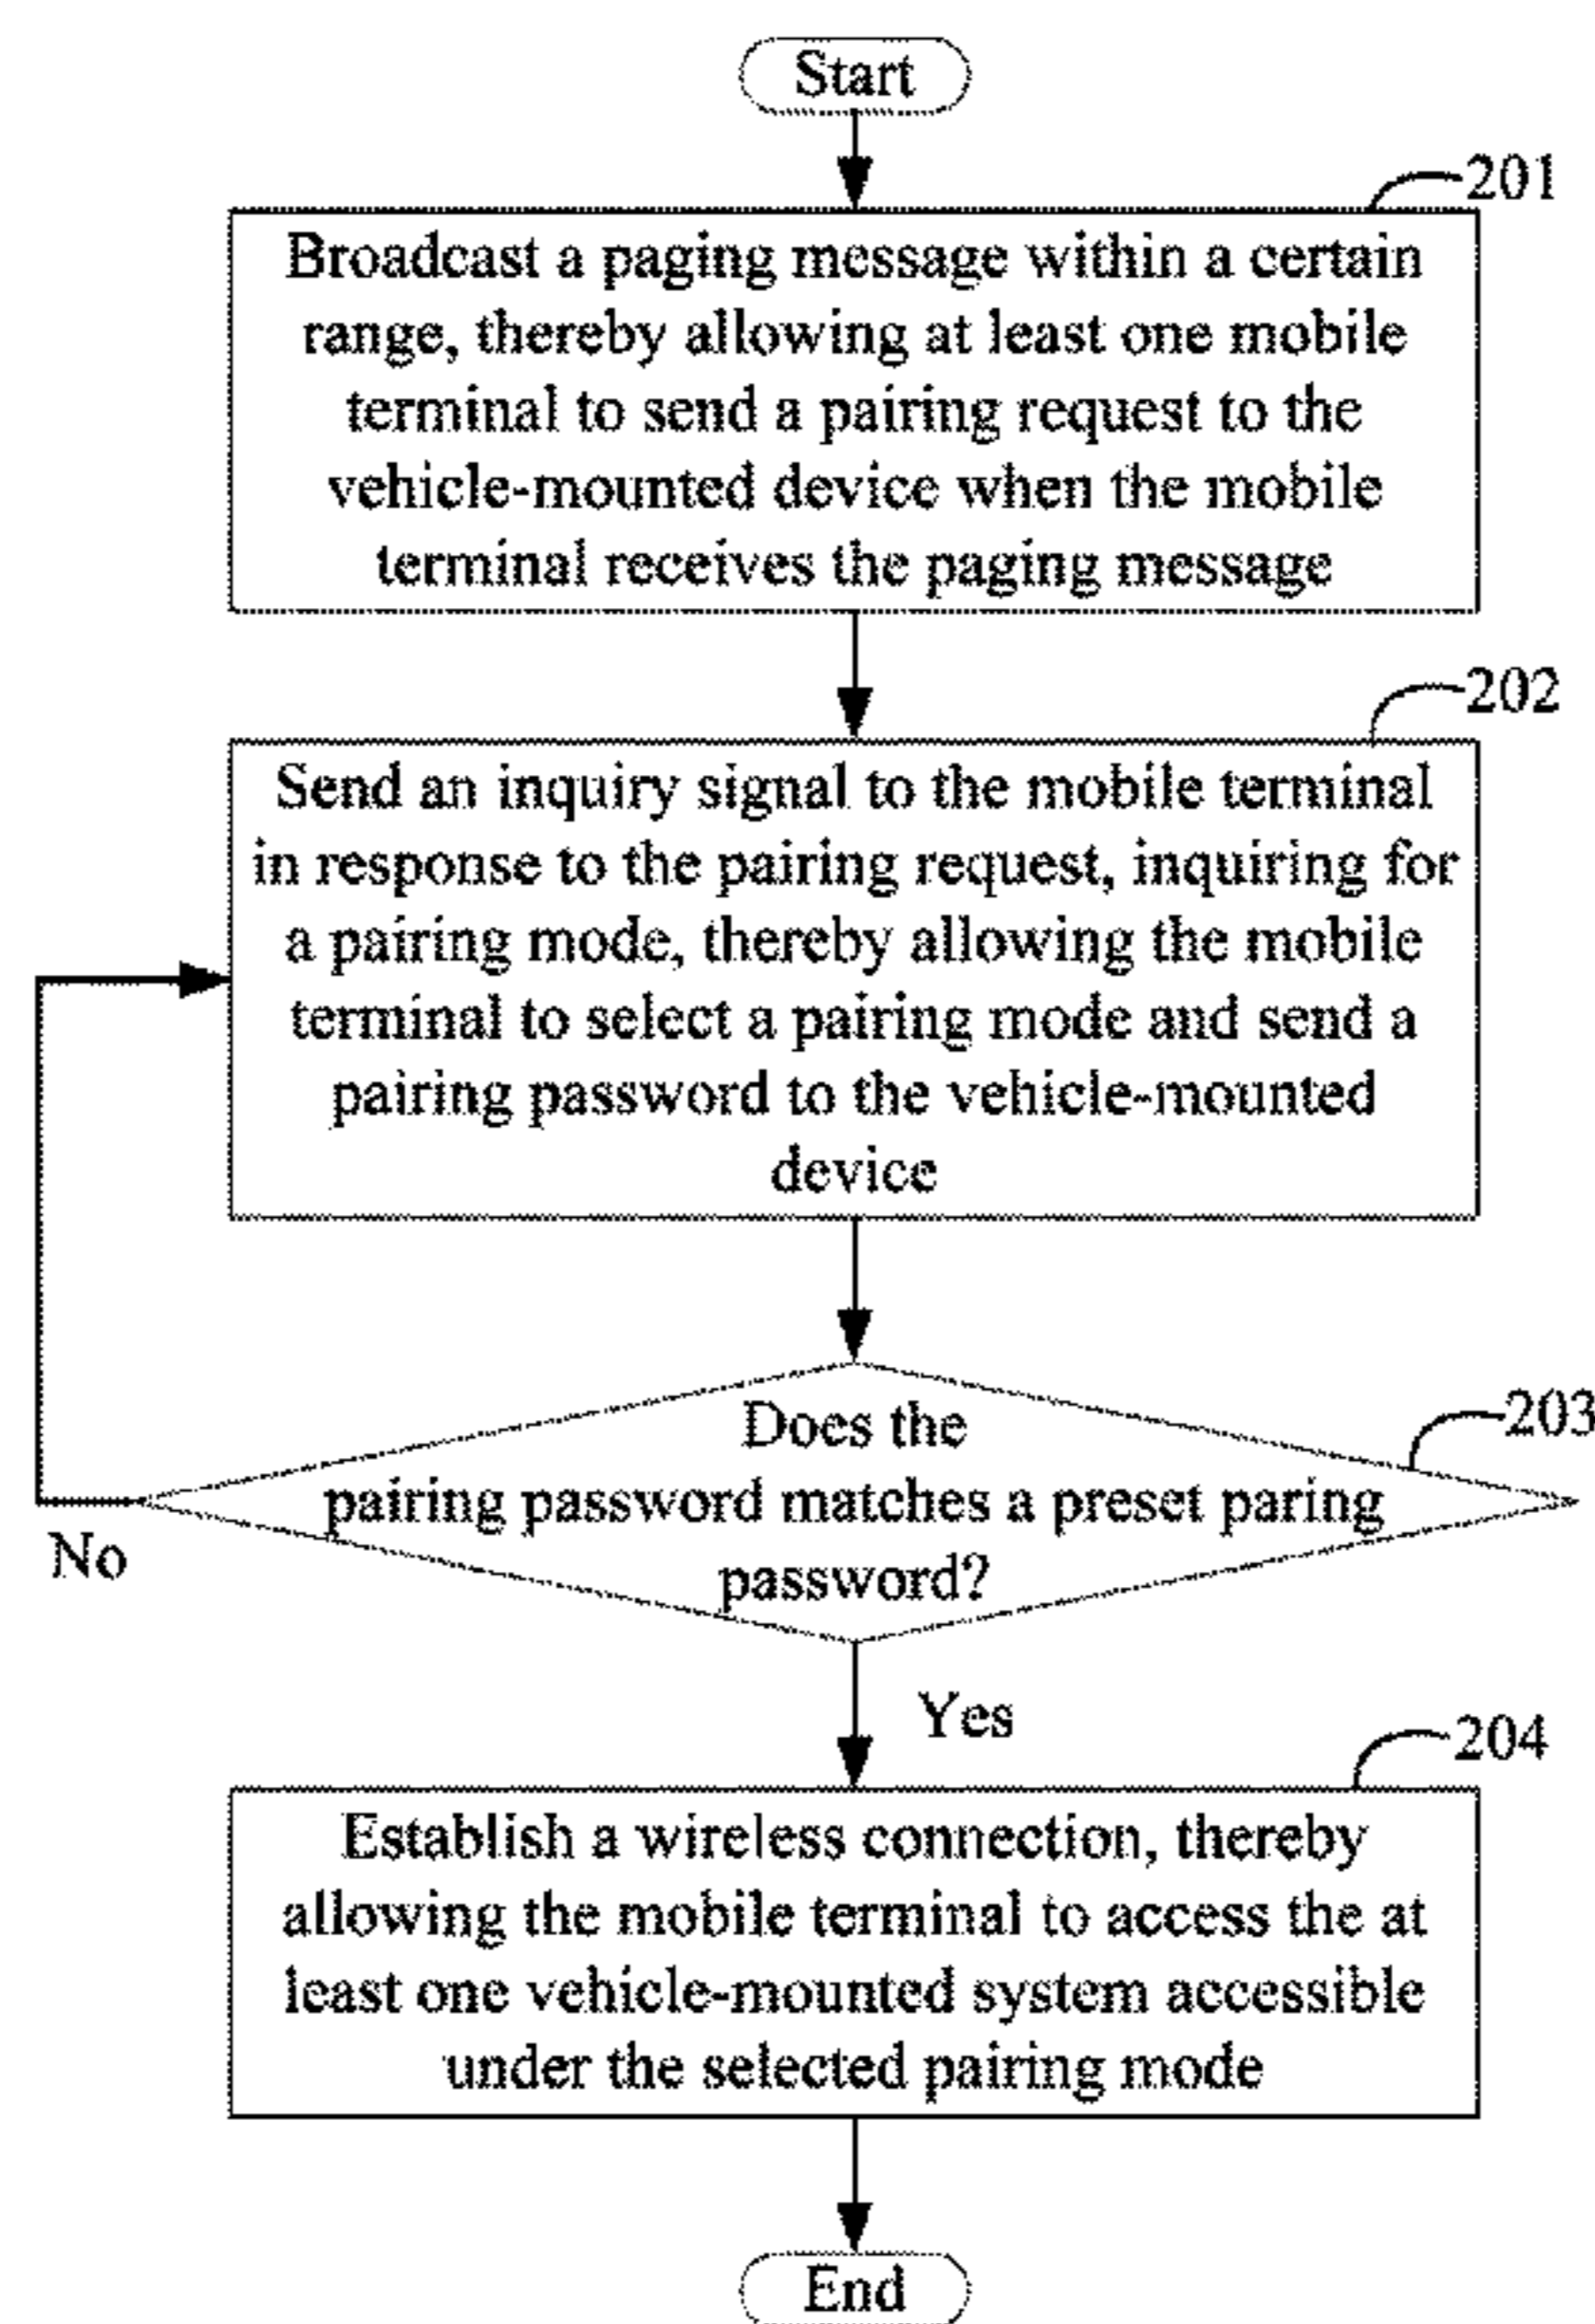 Start
201
Broadcast a paging message within a certain
range, thereby allowing at least one mobile
terminal to send a pairing request to the
vehicle-mounted device when the mobile
terminal receives the paging message
202
Send an inquiry signal to the mobile terminal
in response to the pairing request, inquiring for
a pairing mode, thereby allowing the mobile
terminal to select a pairing mode and send a
pairing password to the vehicle-mounted
device
203
Does the
pairing password matches a preset paring
password?
No
Yes
204
Establish a wireless connection, thereby
allowing the mobile terminal to access the at
least one vehicle-mounted system accessible
under the selected pairing mode
End